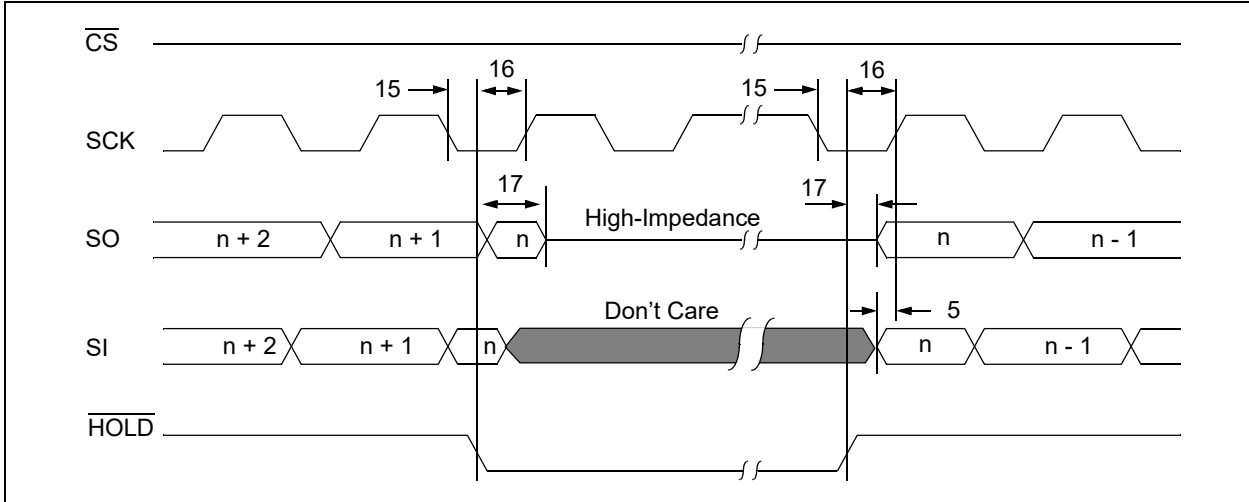 CS
16
16
15
15
SCK
17
17
High-Impedance
SO
n + 2
n + 1
n
n
n - 1
Don't Care
5
SI
n + 2
n + 1
n
n
n - 1
HOLD